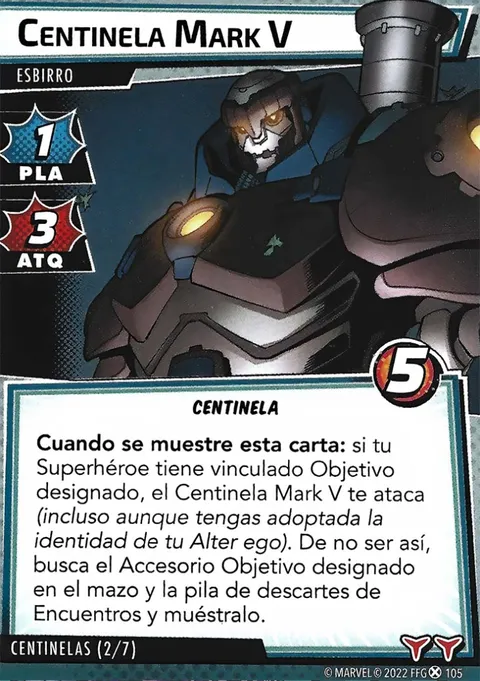 CENTINELA MARK V
ESBIRRO
1
PLA
3
ATQ
5
CENTINELA
Cuando se muestre esta carta: si tu
Superhéroe tiene vinculado Objetivo
designado, el Centinela Mark V te ataca
(incluso aunque tengas adoptada la
identidad de tu Alter ego). De no ser así,
busca el Accesorio Objetivo designado
en el mazo y la pila de descartes de
Encuentros y muéstralo.
CENTINELAS (2/7)
© MARVEL © 2022 FFG 105